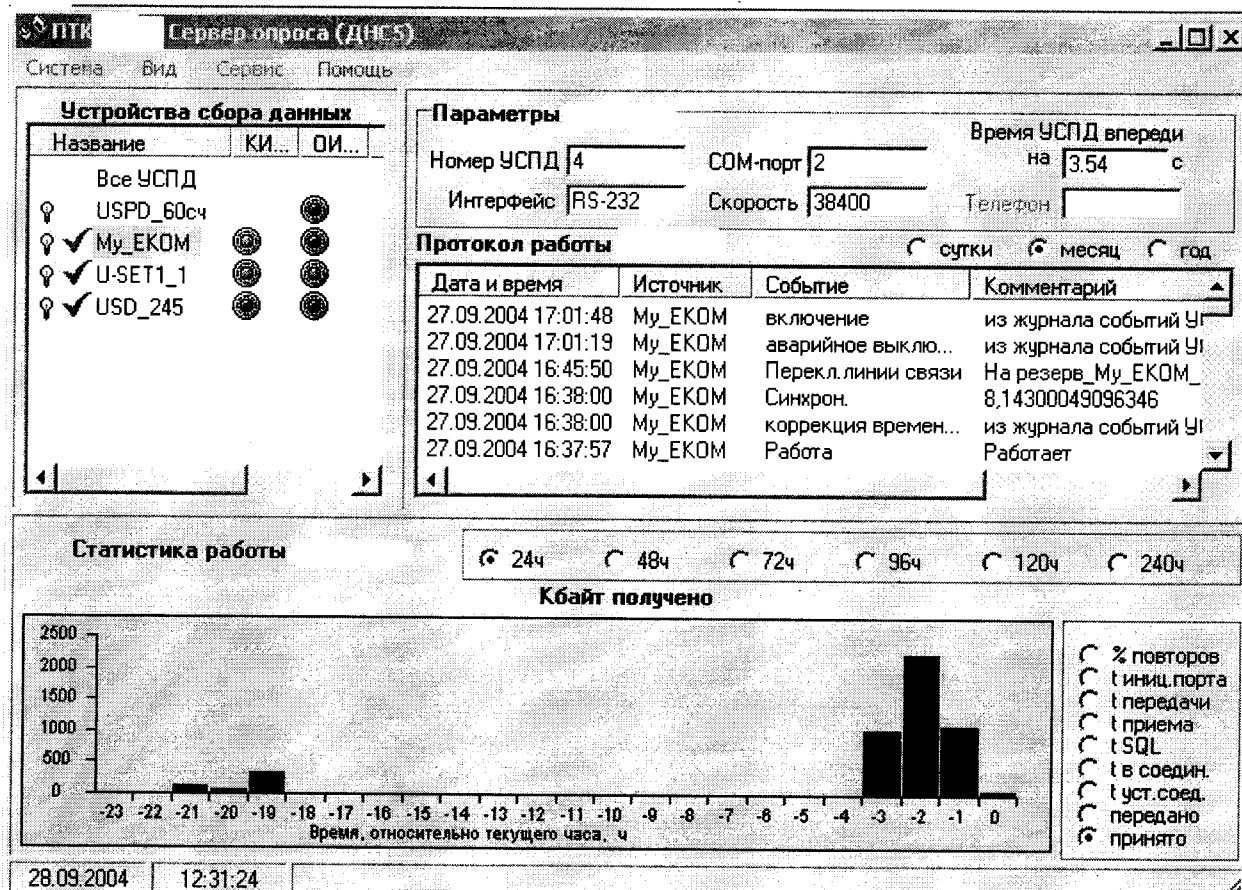 ПТК Сервер опроса (ДНС5)
Система Вид Сервис Помощь
Устройства сбора данных
Название КИ... ОИ...
Все УСПД
USPD_60сч
My_EKOM
U-SET1_1
USD_245
Параметры
Номер УСПД 4 COM-порт 2
Интерфейс RS-232 Скорость 38400
Время УСПД впереди
на 3.54 с
Телефон
Протокол работы сутки месяц год
Дата и время Источник Событие Комментарий
27.09.2004 17:01:48 My_EKOM включение из журнала событий У
27.09.2004 17:01:19 My_EKOM аварийное выклю... из журнала событий У
27.09.2004 16:45:50 My_EKOM Перекл.линии связи На резерв_My_EKOM_
27.09.2004 16:38:00 My_EKOM Синхрон. 8,14300049096346
27.09.2004 16:38:00 My_EKOM коррекция времен... из журнала событий У
27.09.2004 16:37:57 My_EKOM Работа Работает
Статистика работы
24ч 48ч 72ч 96ч 120ч 240ч
Кбайт получено
2500
2000
1500
1000
500
0
-23 -22 -21 -20 -19 -18 -17 -16 -15 -14 -13 -12 -11 -10 -9 -8 -7 -6 -5 -4 -3 -2 -1 0
Время, относительно текущего часа, ч
% повторов
t иниц.порта
t передачи
t приема
t SQL
t в соедин.
t уст.соед.
передано
принято
28.09.2004 12:31:24